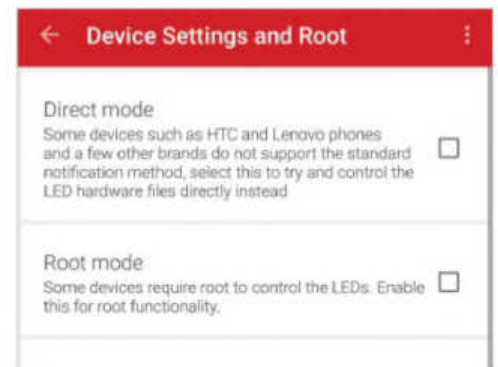 Device Settings and Root
Direct mode
Some devices such as HTC and Lenovo phones
and a few other brands do not support the standard
notification method, select this to try and control the
LED hardware files directly instead
Root mode
Some devices require root to control the LEDs. Enable
this for root functionality.